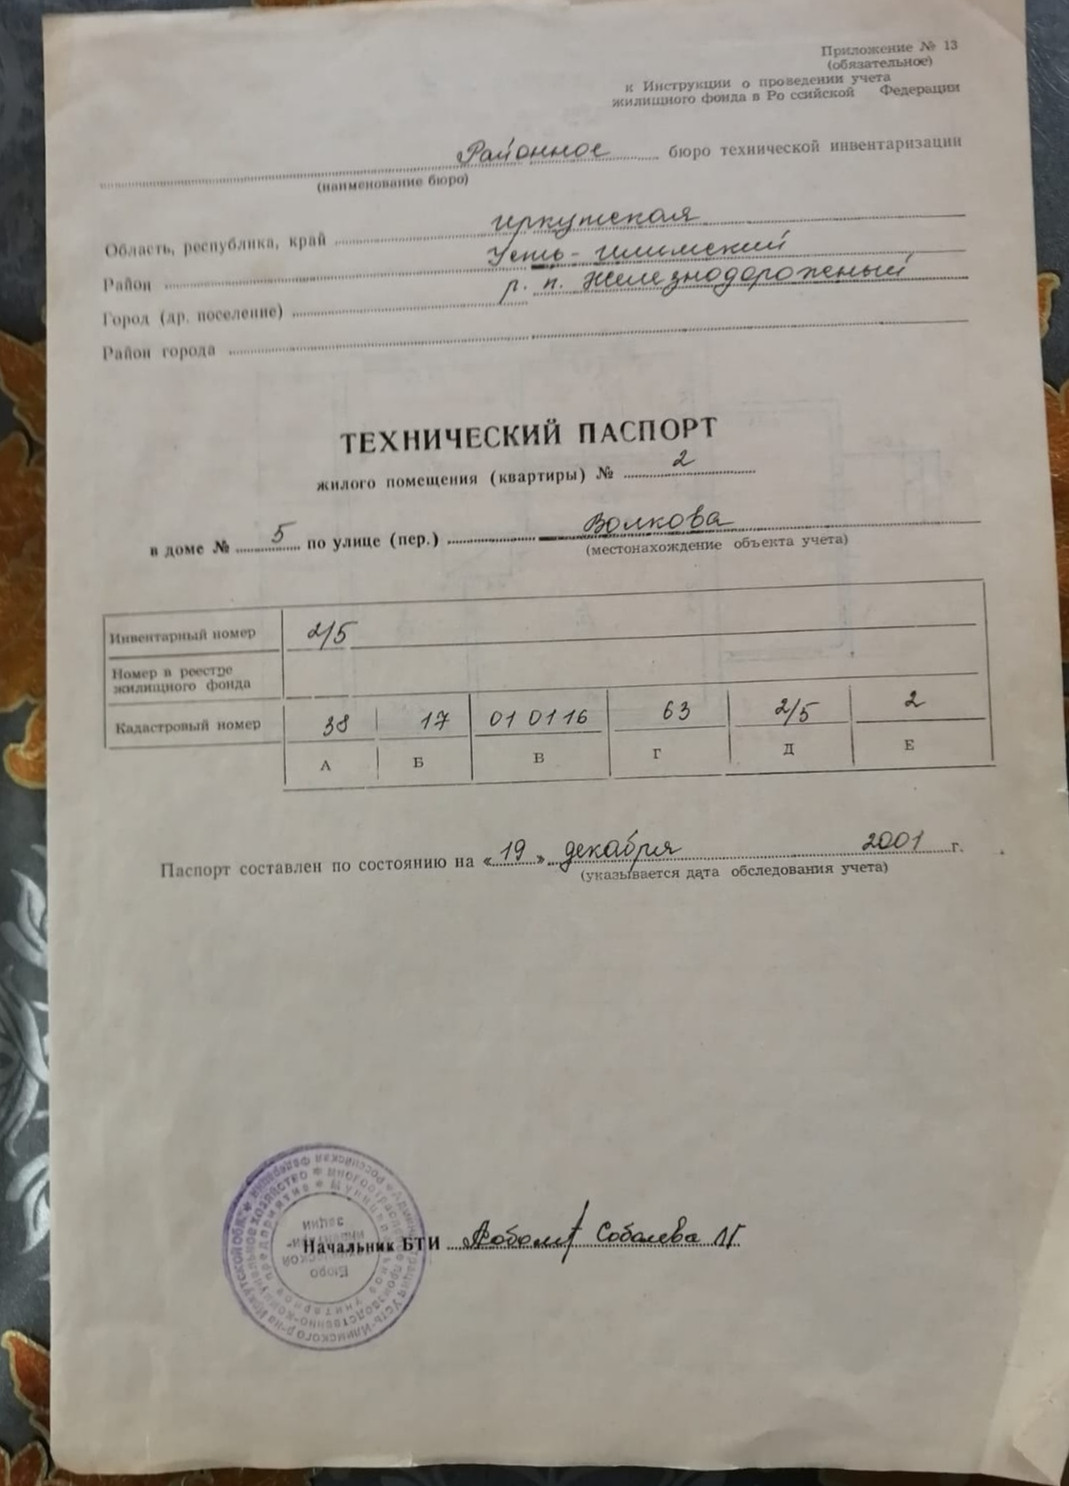 Приложение № 13
(обязательное)
к Инструкции о проведении учета
жилищного фонда в Ро ссийской Федерации
Районное бюро технической инвентаризации
(наименование бюро)
Область, республика, край Иркутская
Район Усть-Илимский
Город (др. поселение) р. п. Железнодорожный
Район города
ТЕХНИЧЕСКИЙ ПАСПОРТ
жилого помещения (квартиры) № 2
в доме № 5 по улице (пер.) Волкова
(местонахождение объекта учета)
Инвентарный номер 2/5
Номер в реестре
жилищного фонда
Кадастровый номер 38 17 01 01 16 63 2/5 2
А Б В Г Д Е
Паспорт составлен по состоянию на «19» декабря 2001 г.
(указывается дата обследования учета)
Начальник БТИ Соболева